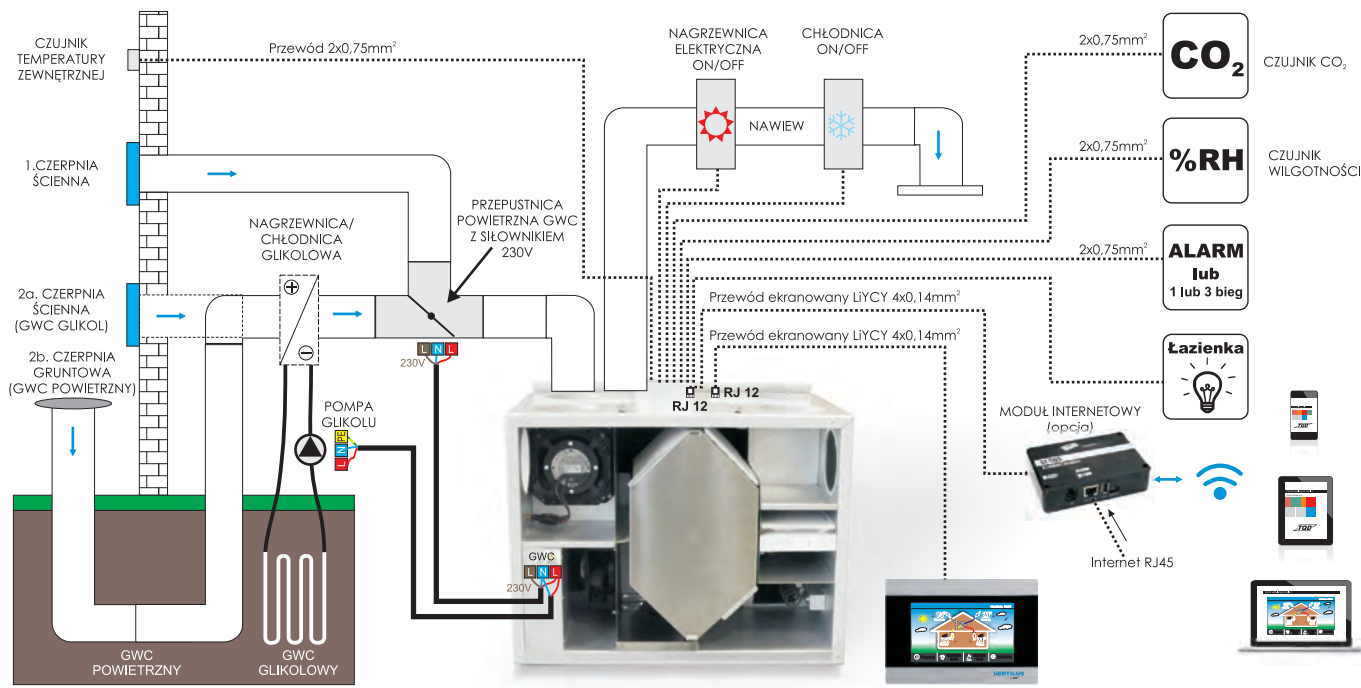 CZUJNIK
TEMPERATURY
ZEWNĘTRZNEJ
Przewód 2x0,75mm²
NAGRZEWNICA
ELEKTRYCZNA
ON/OFF
CHŁODNICA
ON/OFF
NAWIEW
2x0,75mm²
CO₂
CZUJNIK CO₂
2x0,75mm²
%RH
CZUJNIK
WILGOTNOŚCI
1.CZERPNIA
ŚCIENNA
NAGRZEWNICA/
CHŁODNICA
GLIKOLOWA
PRZEPUSTNICA
POWIETRZNA GWC
Z SIŁOWNIKIEM
230V
2x0,75mm²
ALARM
lub
1 lub 3 bieg
2a. CZERPNIA
ŚCIENNA
(GWC GLIKOL)
Przewód ekranowany LiYCY 4x0,14mm²
Przewód ekranowany LiYCY 4x0,14mm²
Łazienka
L N L
230V
2b. CZERPNIA
GRUNTOWA
(GWC POWIETRZNY)
RJ 12
RJ 12
POMPA
GLIKOLU
L N PE
MODUŁ INTERNETOWY
(opcja)
Internet RJ45
TQD
GWC
L N L
230V
GWC
POWIETRZNY
GWC
GLIKOLOWY
VENTILUS